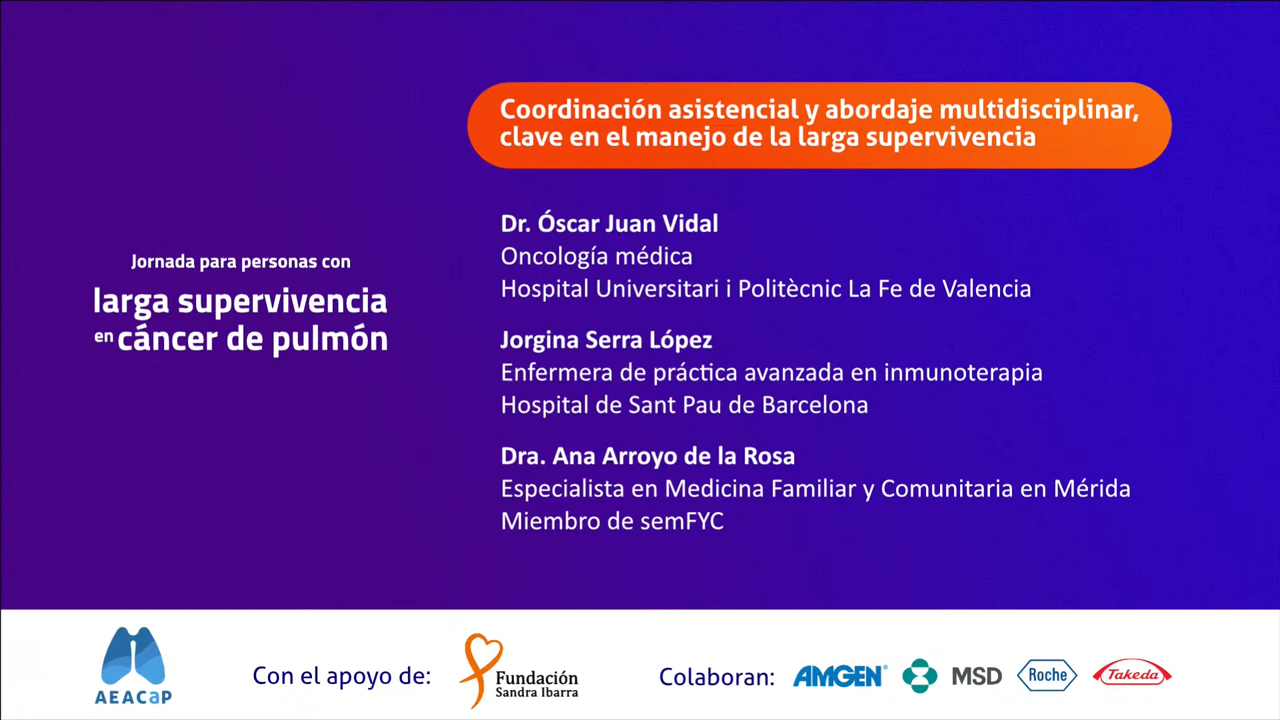 Coordinación asistencial y abordaje multidisciplinar,
clave en el manejo de la larga supervivencia
Dr. Óscar Juan Vidal
Oncología médica
Hospital Universitari i Politècnic La Fe de Valencia
Jornada para personas con
larga supervivencia
en cáncer de pulmón
Jorgina Serra López
Enfermera de práctica avanzada en inmunoterapia
Hospital de Sant Pau de Barcelona
Dra. Ana Arroyo de la Rosa
Especialista en Medicina Familiar y Comunitaria en Mérida
Miembro de semFYC
AEACaP
Con el apoyo de:
Fundación
Sandra Ibarra
Colaboran:
AMGEN®
MSD
Roche
Takeda